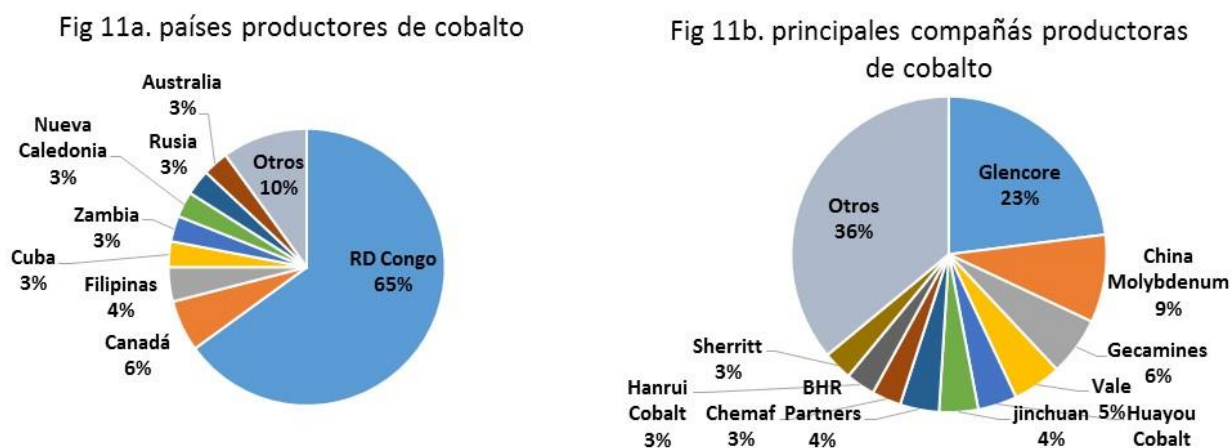 Fig 11a. países productores de cobalto
Australia
3%
Nueva
Caledonia
3%
Rusia
3%
Otros
10%
Zambia
3%
Cuba
3%
Filipinas
4%
Canadá
6%
RD Congo
65%
Fig 11b. principales compañás productoras
de cobalto
Otros
36%
Glencore
23%
China
Molybdenum
9%
Gecamines
6%
Vale
5%
Huayou
Cobalt
jinchuan
4%
BHR
Partners
4%
Chemaf
3%
Hanrui
Cobalt
3%
Sherritt
3%